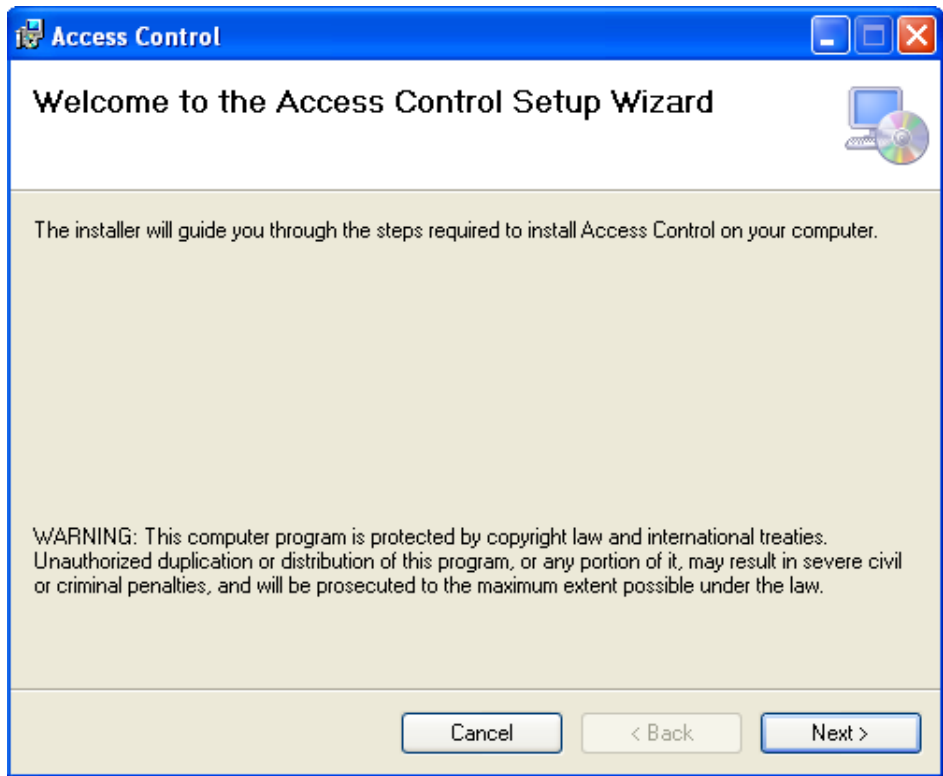 Access Control
Welcome to the Access Control Setup Wizard
The installer will guide you through the steps required to install Access Control on your computer.
WARNING: This computer program is protected by copyright law and international treaties.
Unauthorized duplication or distribution of this program, or any portion of it, may result in severe civil
or criminal penalties, and will be prosecuted to the maximum extent possible under the law.
Cancel
< Back
Next >